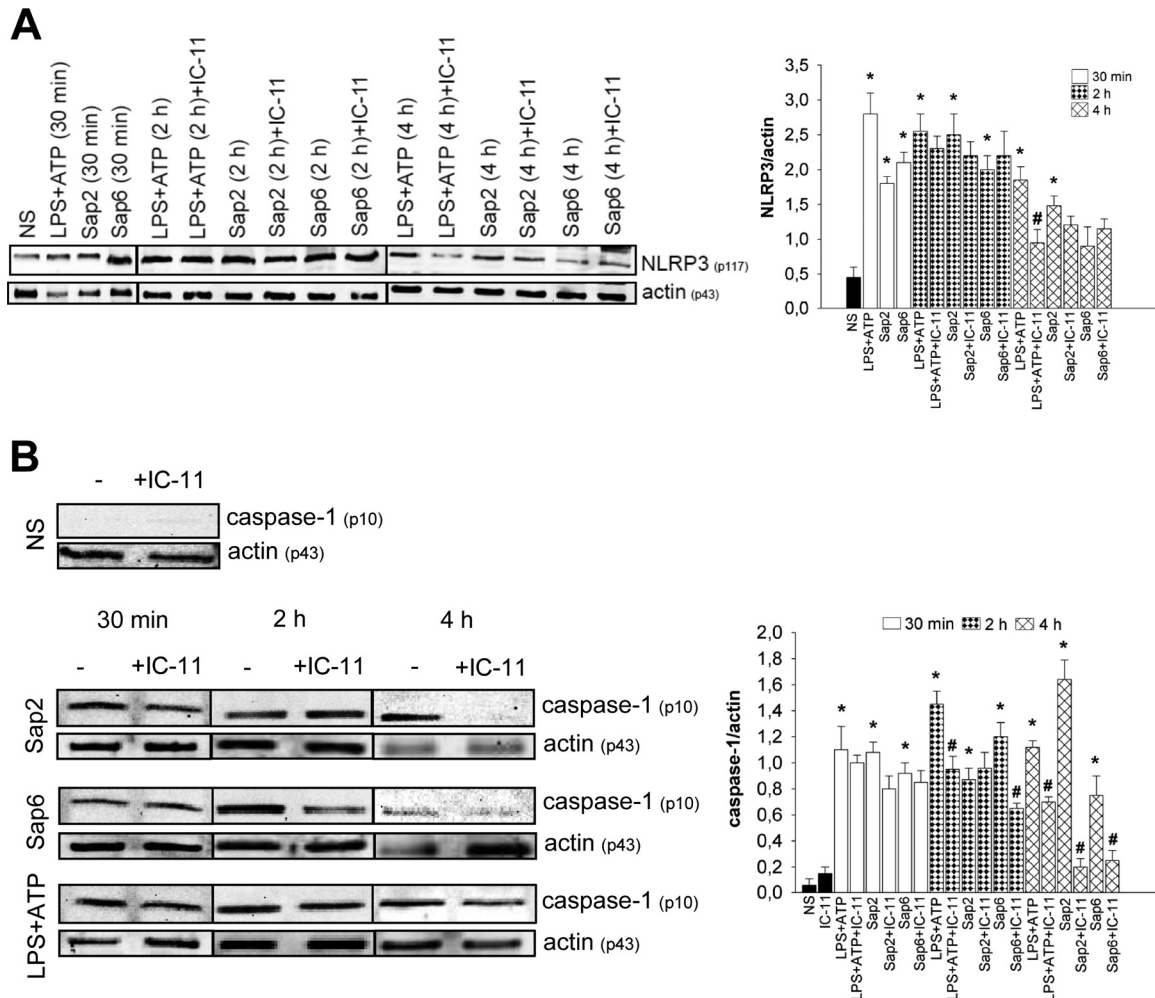 A
NS
LPS+ATP (30 min)
Sap2 (30 min)
Sap6 (30 min)
LPS+ATP (2 h)
LPS+ATP (2 h)+IC-11
Sap2 (2 h)
Sap2 (2 h)+IC-11
Sap6 (2 h)
Sap6 (2 h)+IC-11
LPS+ATP (4 h)
LPS+ATP (4 h)+IC-11
Sap2 (4 h)
Sap2 (4 h)+IC-11
Sap6 (4 h)
Sap6 (4 h)+IC-11
NLRP3 (p117)
actin (p43)
NLRP3/actin
3,5
3,0
2,5
2,0
1,5
1,0
0,5
0,0
30 min
2 h
4 h
* * * * * * * # *
NS
LPS+ATP
Sap2
Sap6
LPS+ATP
LPS+ATP+IC-11
Sap2
Sap2+IC-11
Sap6
Sap6+IC-11
LPS+ATP
LPS+ATP+IC-11
Sap2
Sap2+IC-11
Sap6
Sap6+IC-11
B
- +IC-11
NS
caspase-1 (p10)
actin (p43)
30 min 2 h 4 h
- +IC-11 - +IC-11 - +IC-11
Sap2
caspase-1 (p10)
actin (p43)
Sap6
caspase-1 (p10)
actin (p43)
LPS+ATP
caspase-1 (p10)
actin (p43)
caspase-1/actin
2,0
1,8
1,6
1,4
1,2
1,0
0,8
0,6
0,4
0,2
0,0
30 min 2 h 4 h
* * * * # * * # * # * # * #
NS
IC-11
LPS+ATP
LPS+ATP+IC-11
Sap2
Sap2+IC-11
Sap6
Sap6+IC-11
LPS+ATP
LPS+ATP+IC-11
Sap2
Sap2+IC-11
Sap6
Sap6+IC-11
LPS+ATP
LPS+ATP+IC-11
Sap2
Sap2+IC-11
Sap6
Sap6+IC-11